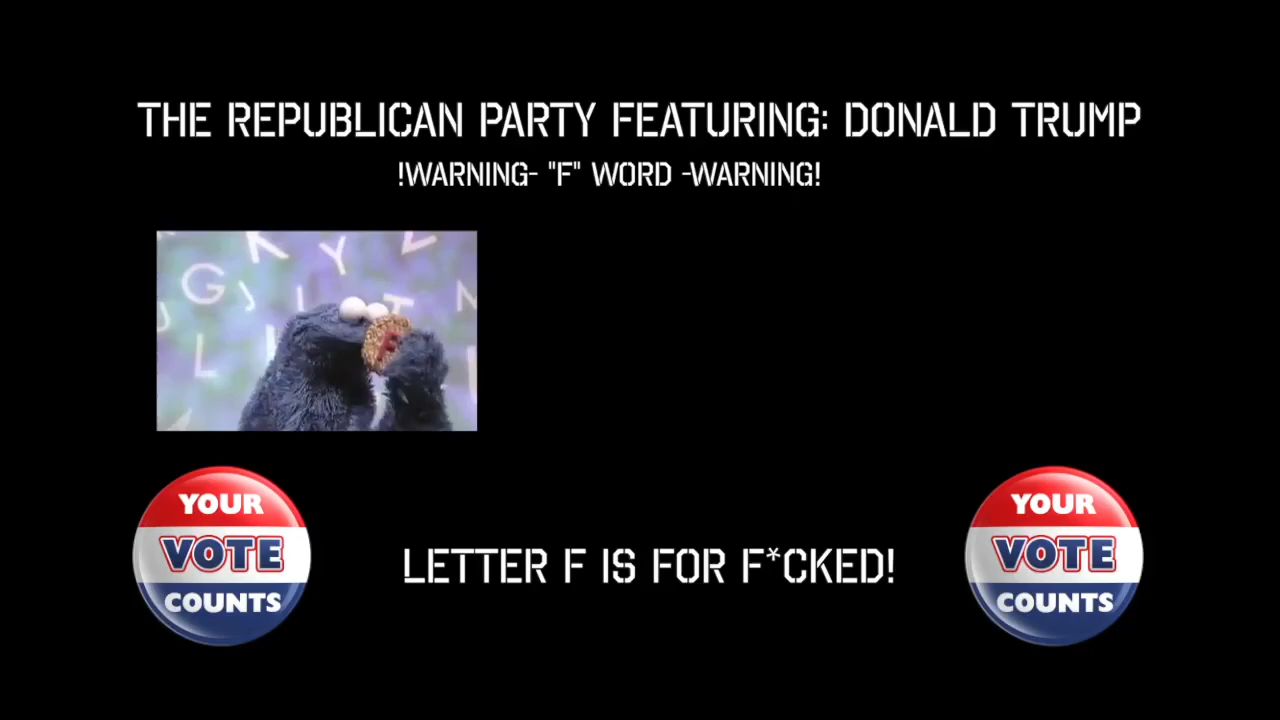 THE REPUBLICAN PARTY FEATURING: DONALD TRUMP
!WARNING- "F" WORD -WARNING!
K Y Z
G J I T N
J L L I
F
YOUR
VOTE
COUNTS
LETTER F IS FOR F*CKED!
YOUR
VOTE
COUNTS